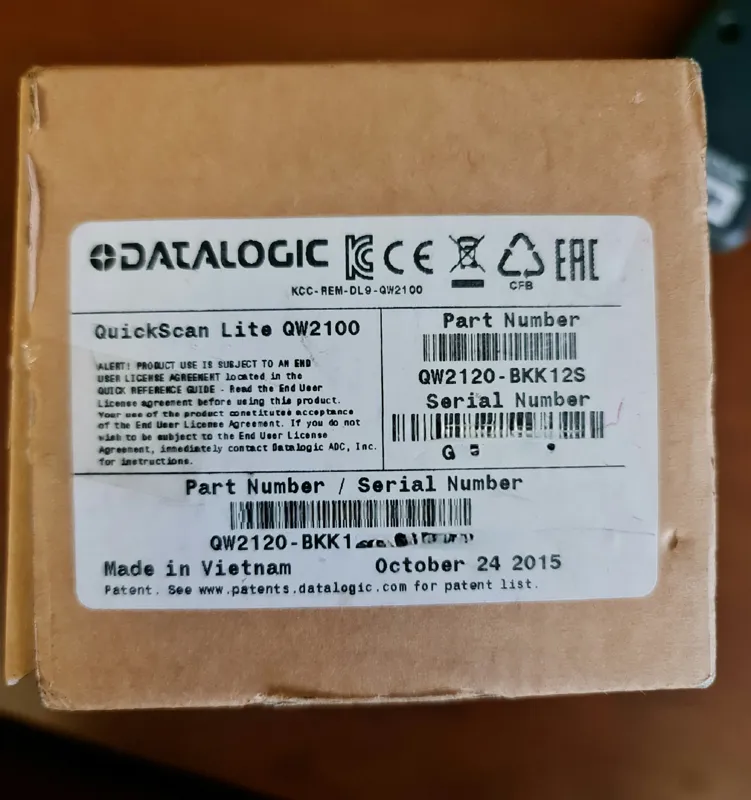 DATALOGIC CE EAC
CFB
KCC-REM-DL9-QW2100
QuickScan Lite QW2100
ALERT! PRODUCT USE IS SUBJECT TO AN END
USER LICENSE AGREEMENT located in the
QUICK REFERENCE GUIDE - Read the End User
License agreement before using this product.
Your use of the product constitutes acceptance
of the End User License Agreement. If you do not
wish to be subject to the End User License
Agreement, immediately contact Datalogic ADC, Inc.
for instructions.
Part Number
QW2120-BKK12S
Serial Number
G
Part Number / Serial Number
QW2120-BKK1
Made in Vietnam October 24 2015
Patent. See www.patents.datalogic.com for patent list.